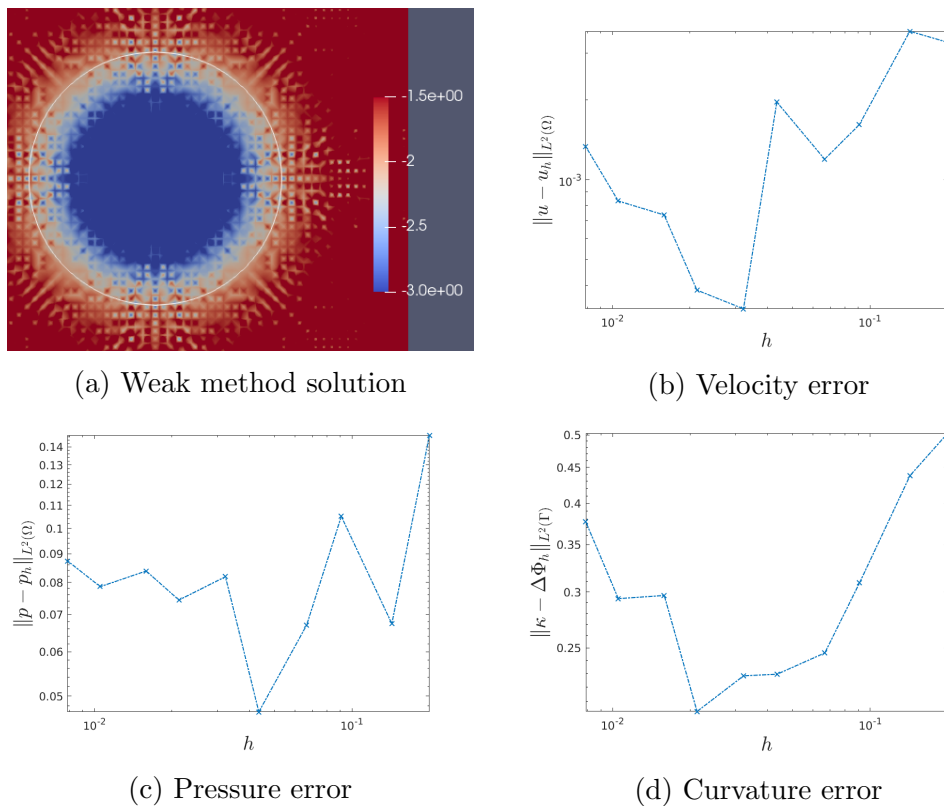 -1.5e+00
-2
-2.5
-3.0e+00
(a) Weak method solution
‖u − u_h‖_{L²(Ω)}
10⁻³
10⁻² 10⁻¹
h
(b) Velocity error
‖p − p_h‖_{L²(Ω)}
0.14
0.13
0.12
0.11
0.1
0.09
0.08
0.07
0.06
0.05
10⁻² 10⁻¹
h
(c) Pressure error
‖κ − ΔΦ_h‖_{L²(Γ)}
0.5
0.45
0.4
0.35
0.3
0.25
10⁻² 10⁻¹
h
(d) Curvature error